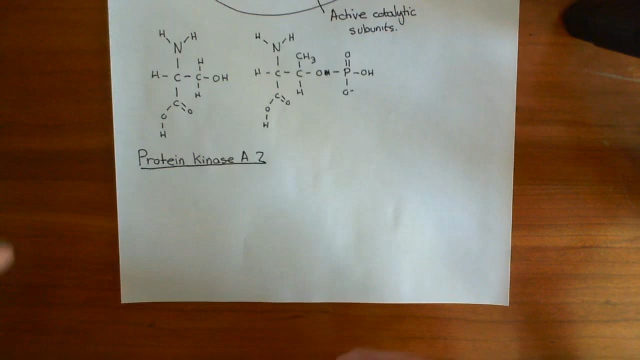 Active catalytic
subunits.
H H H H
N N
H CH₃ O
H-C-C-OH H-C-C-O-P-OH
H H O-
C O C O
O O
H H
Protein kinase A 2